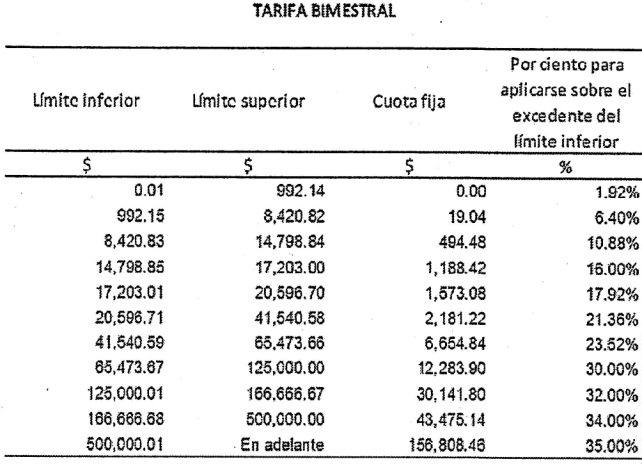 TARIFA BIMESTRAL
Límite inferior Límite superior Cuota fija Por ciento para aplicarse sobre el excedente del límite inferior
$ $ $ %
0.01 992.14 0.00 1.92%
992.15 8,420.82 19.04 6.40%
8,420.83 14,798.84 494.48 10.88%
14,798.85 17,203.00 1,188.42 16.00%
17,203.01 20,596.70 1,573.08 17.92%
20,596.71 41,540.58 2,181.22 21.36%
41,540.59 65,473.66 6,654.84 23.52%
65,473.67 125,000.00 12,283.90 30.00%
125,000.01 166,666.67 30,141.80 32.00%
166,666.68 500,000.00 43,475.14 34.00%
500,000.01 En adelante 156,808.46 35.00%